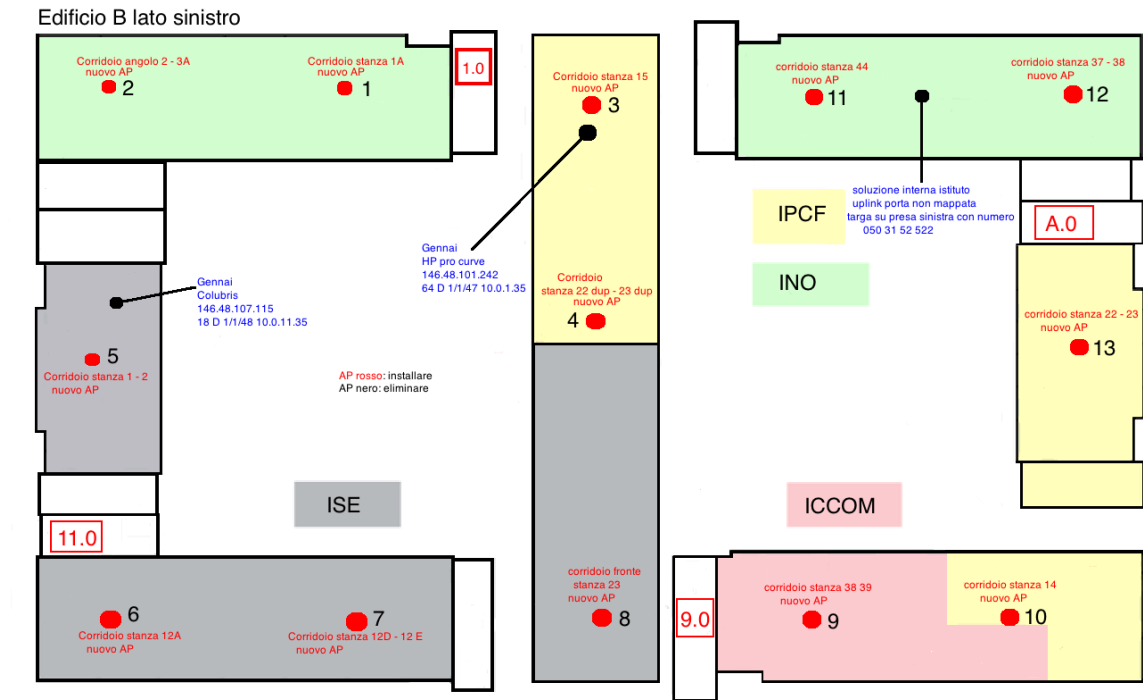 Edificio B lato sinistro
Corridoio angolo 2 - 3A
nuovo AP
2
Corridoio stanza 1A
nuovo AP
1
1.0
Corridoio stanza 15
nuovo AP
3
corridoio stanza 44
nuovo AP
11
corridoio stanza 37 - 38
nuovo AP
12
soluzione interna istituto
uplink porta non mappata
targa su presa sinistra con numero
050 31 52 522
IPCF
A.0
INO
Gennai
HP pro curve
146.48.101.242
64 D 1/1/47 10.0.1.35
Gennai
Colubris
146.48.107.115
18 D 1/1/48 10.0.11.35
Corridoio
stanza 22 dup - 23 dup
nuovo AP
4
corridoio stanza 22 - 23
nuovo AP
13
5
Corridoio stanza 1 - 2
nuovo AP
AP rosso: installare
AP nero: eliminare
ISE
ICCOM
11.0
6
Corridoio stanza 12A
nuovo AP
7
Corridoio stanza 12D - 12 E
nuovo AP
corridoio fronte
stanza 23
nuovo AP
8
9.0
corridoio stanza 38 39
nuovo AP
9
corridoio stanza 14
nuovo AP
10